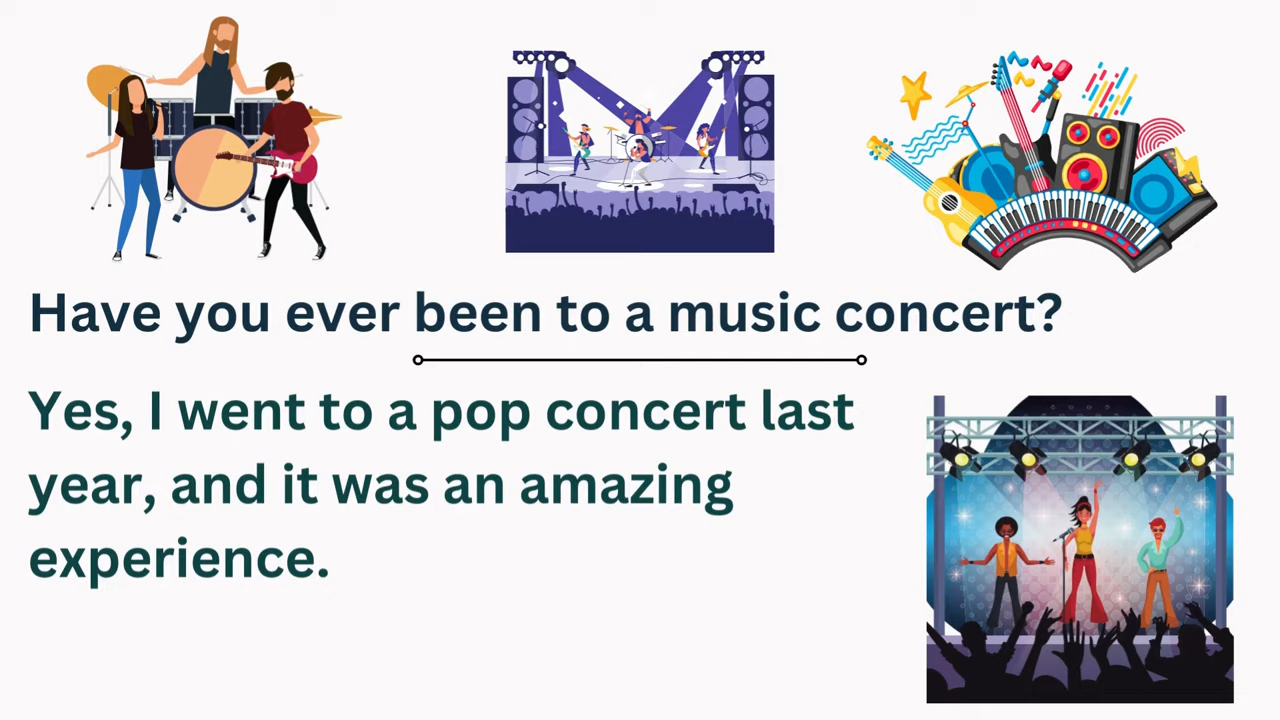 Have you ever been to a music concert?
Yes, I went to a pop concert last
year, and it was an amazing
experience.